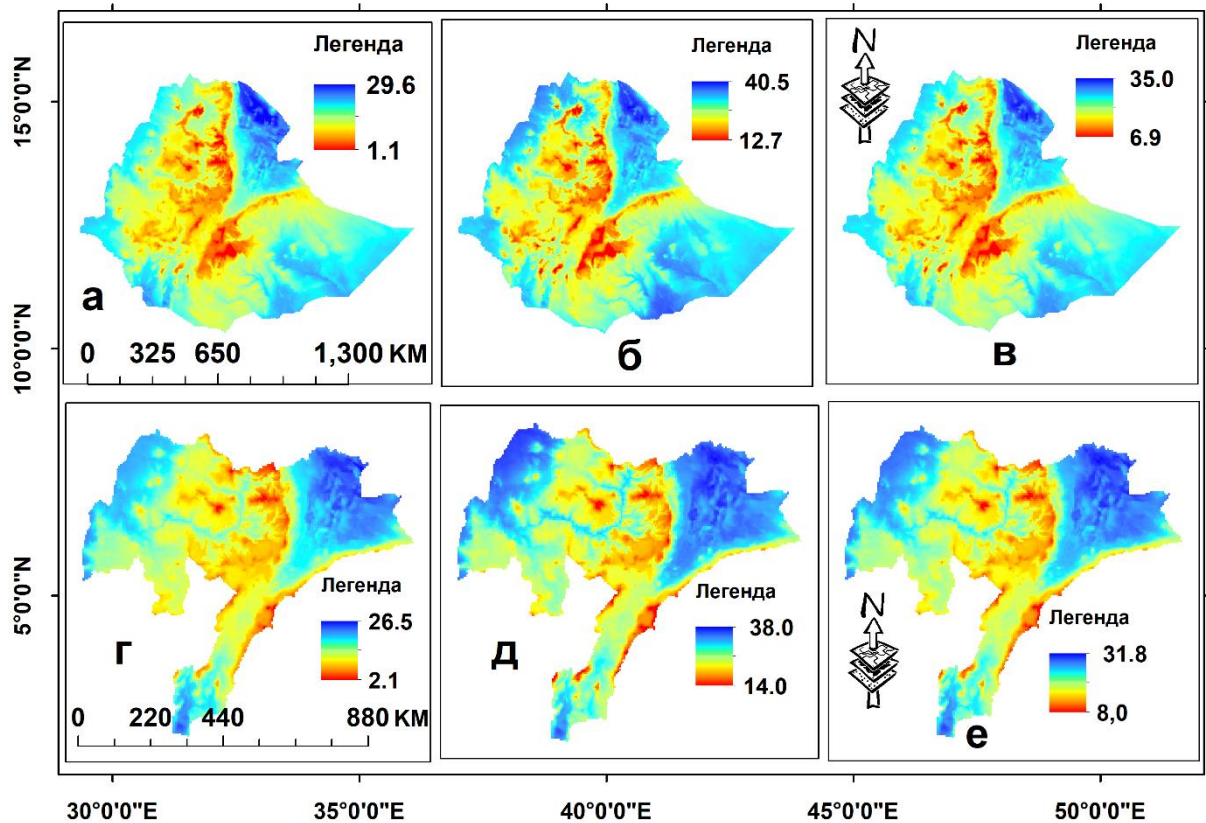 Легенда
29.6
1.1
а
0 325 650 1,300 KM
Легенда
40.5
12.7
б
N
Легенда
35.0
6.9
в
Легенда
26.5
2.1
г
0 220 440 880 KM
Легенда
38.0
14.0
д
N
Легенда
31.8
8,0
е
15°0'0"N
10°0'0"N
5°0'0"N
30°0'0"E 35°0'0"E 40°0'0"E 45°0'0"E 50°0'0"E